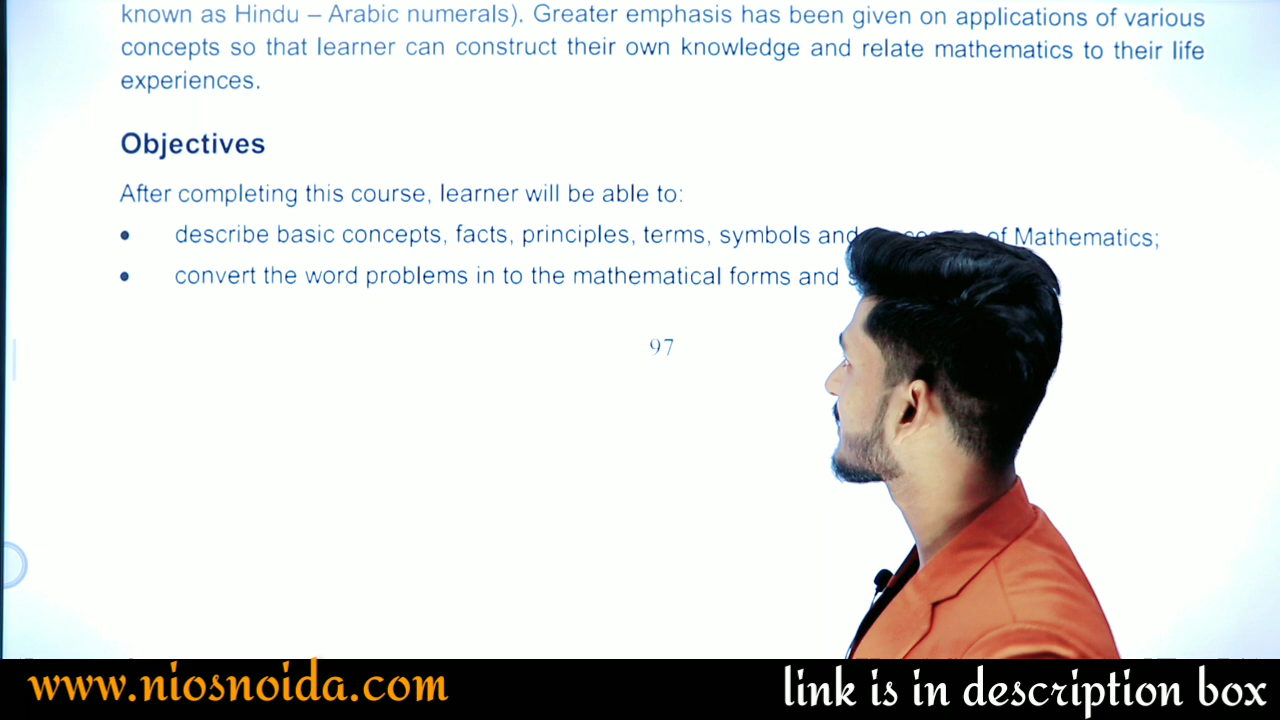 known as Hindu – Arabic numerals). Greater emphasis has been given on applications of various
concepts so that learner can construct their own knowledge and relate mathematics to their life
experiences.
Objectives
After completing this course, learner will be able to:
• describe basic concepts, facts, principles, terms, symbols and of Mathematics;
• convert the word problems in to the mathematical forms and
97
www.niosnoida.com
link is in description box